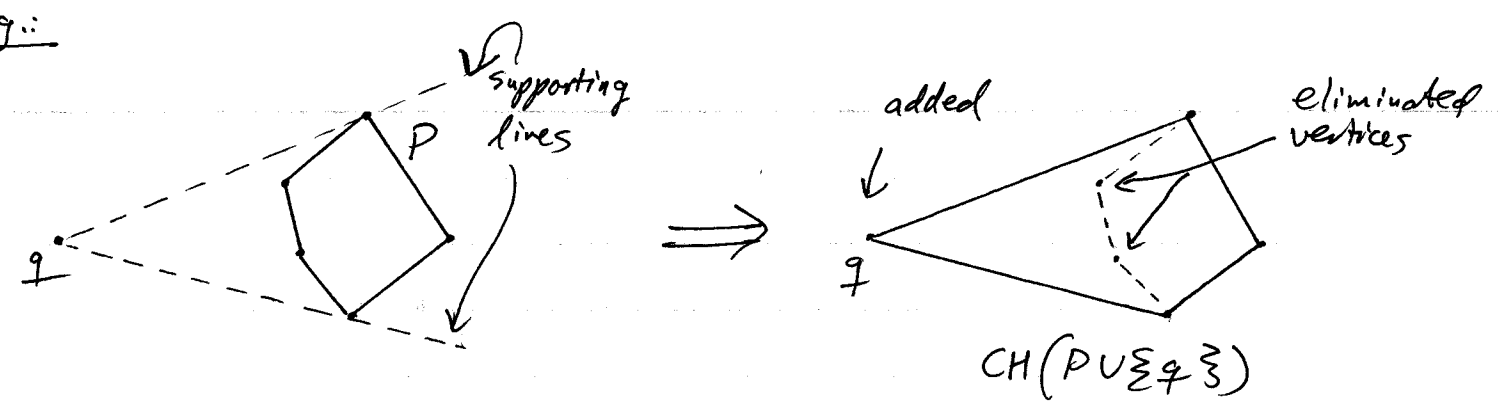 g.:
supporting
lines
P
q
⟹
added
eliminated
vertices
q
CH(P∪{q})